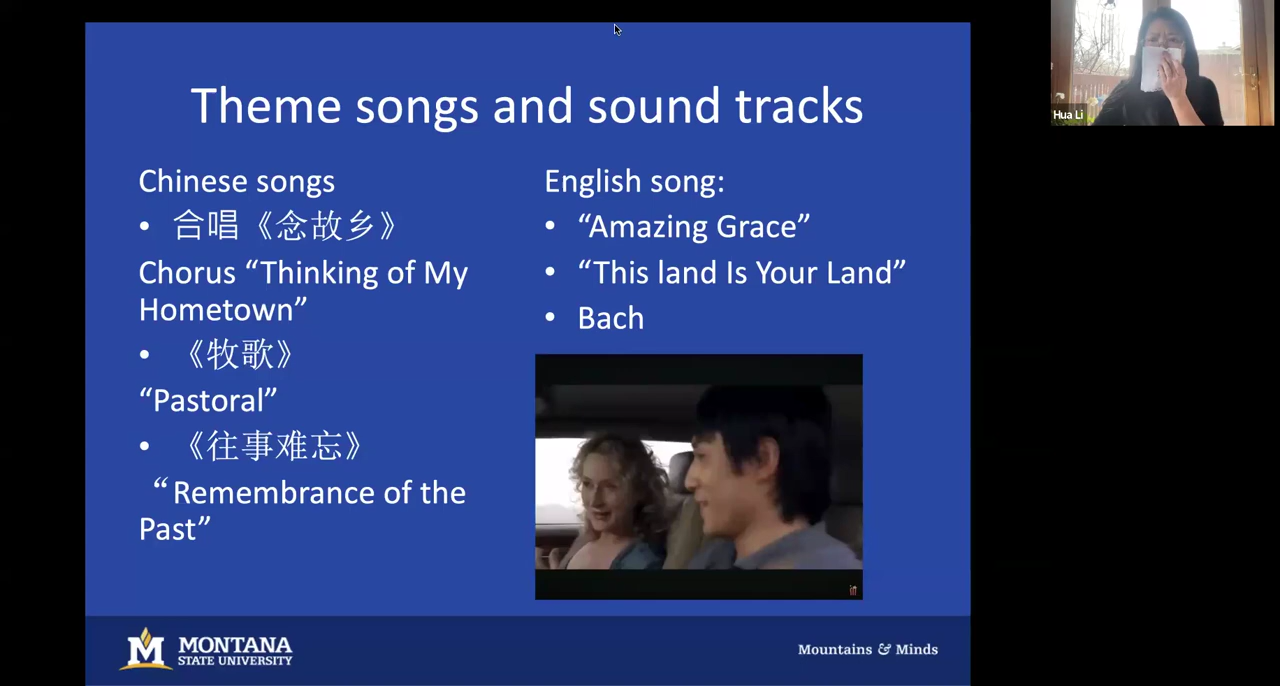 Theme songs and sound tracks
Chinese songs
• 合唱《念故乡》
Chorus “Thinking of My
Hometown”
• 《牧歌》
“Pastoral”
• 《往事难忘》
“Remembrance of the
Past”
English song:
• “Amazing Grace”
• “This land Is Your Land”
• Bach
M MONTANA
STATE UNIVERSITY
Mountains & Minds
Hua Li